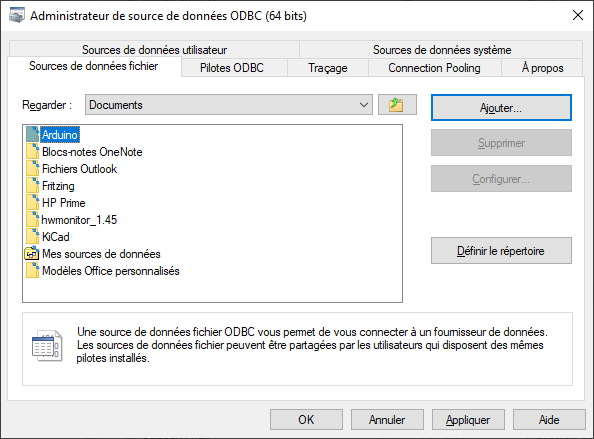 Administrateur de source de données ODBC (64 bits)
Sources de données utilisateur
Sources de données système
Sources de données fichier
Pilotes ODBC
Traçage
Connection Pooling
À propos
Regarder :
Documents
Ajouter...
Arduino
Blocs-notes OneNote
Supprimer
Fichiers Outlook
Fritzing
Configurer...
HP Prime
hwmonitor_1.45
KiCad
Mes sources de données
Définir le répertoire
Modèles Office personnalisés
Une source de données fichier ODBC vous permet de vous connecter à un fournisseur de données.
Les sources de données fichier peuvent être partagées par les utilisateurs qui disposent des mêmes
pilotes installés.
OK
Annuler
Appliquer
Aide